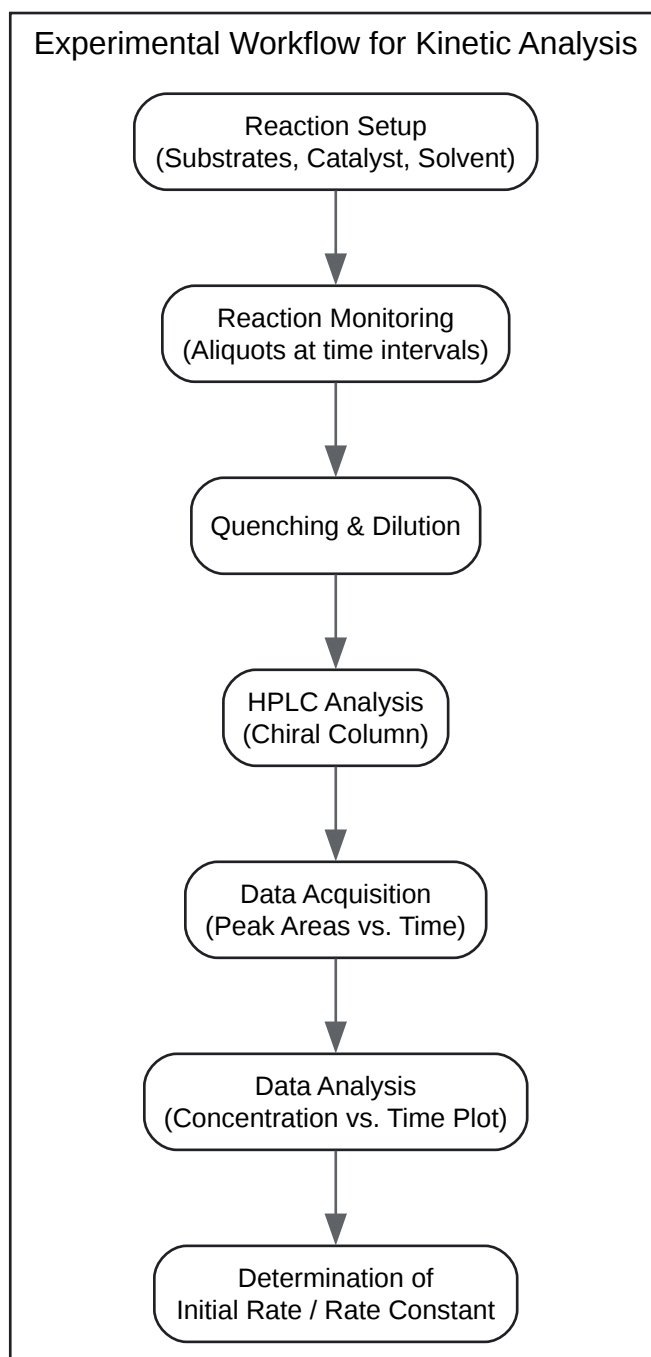 Experimental Workflow for Kinetic Analysis
Reaction Setup
(Substrates, Catalyst, Solvent)
Reaction Monitoring
(Aliquots at time intervals)
Quenching & Dilution
HPLC Analysis
(Chiral Column)
Data Acquisition
(Peak Areas vs. Time)
Data Analysis
(Concentration vs. Time Plot)
Determination of
Initial Rate / Rate Constant